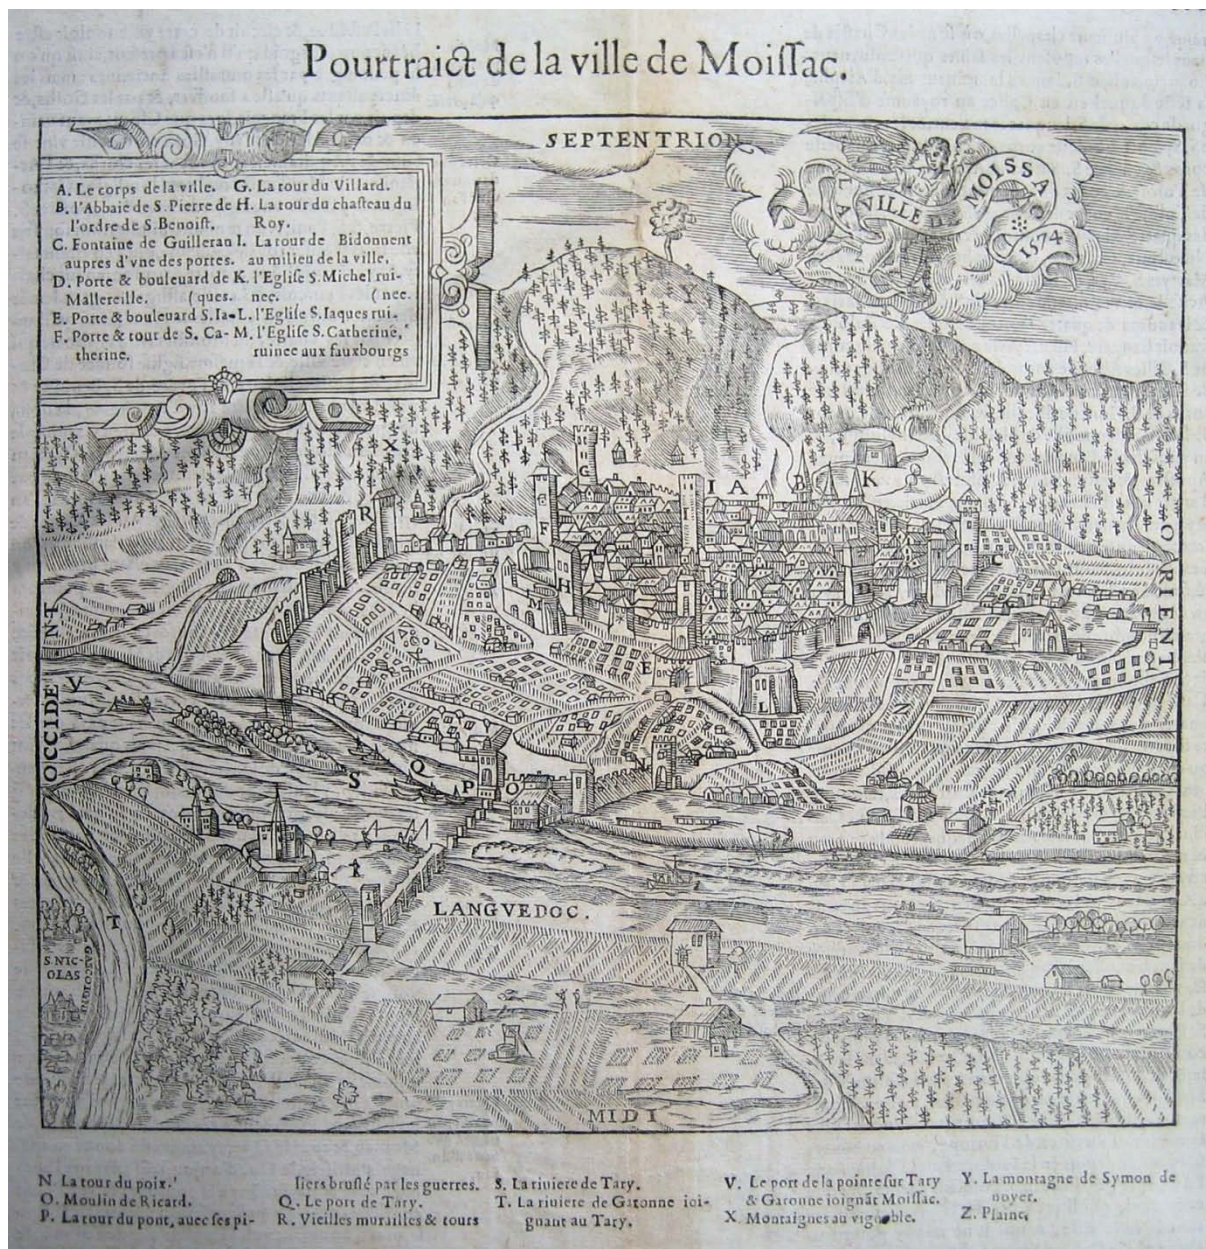 Pourtraict de la ville de Moissac.
SEPTENTRION
LA VILLE DE MOISSA
1574
A. Le corps de la ville. G. La tour du Villard.
B. l'Abbaie de S. Pierre de H. La tour du chasteau du
l'ordre de S. Benoist. Roy.
C. Fontaine de Guilleran I. La tour de Bidonnent
aupres d'vne des portes. au milieu de la ville.
D. Porte & bouleuard de K. l'Eglise S. Michel rui-
Mallereille. (ques. nee. (nee.
E. Porte & bouleuard S. Ia- L. l'Eglise S. Iaques rui.
F. Porte & tour de S. Ca- M. l'Eglise S. Catherine,
therine. ruinee aux fauxbourgs
X
Y
R
G
F
I
I A
B
K
C
H
M
D
E
L
Z
N
V
S
Q
P
O
T
ORIENT
OCCIDENT
LANGVEDOC.
S. NIC-
OLAS
MIDI
N. La tour du poix.
O. Moulin de Ricard.
P. La tour du pont, auec ses pi-
liers bruslé par les guerres.
Q. Le port de Tary.
R. Vieilles murailles & tours
S. La riuiere de Tary.
T. La riuiere de Garonne ioi-
gnant au Tary.
V. Le port de la pointe sur Tary
& Garonne ioignāt Moissac.
X. Montaignes au vignoble.
Y. La montagne de Symon de
noyer.
Z. Plaine,